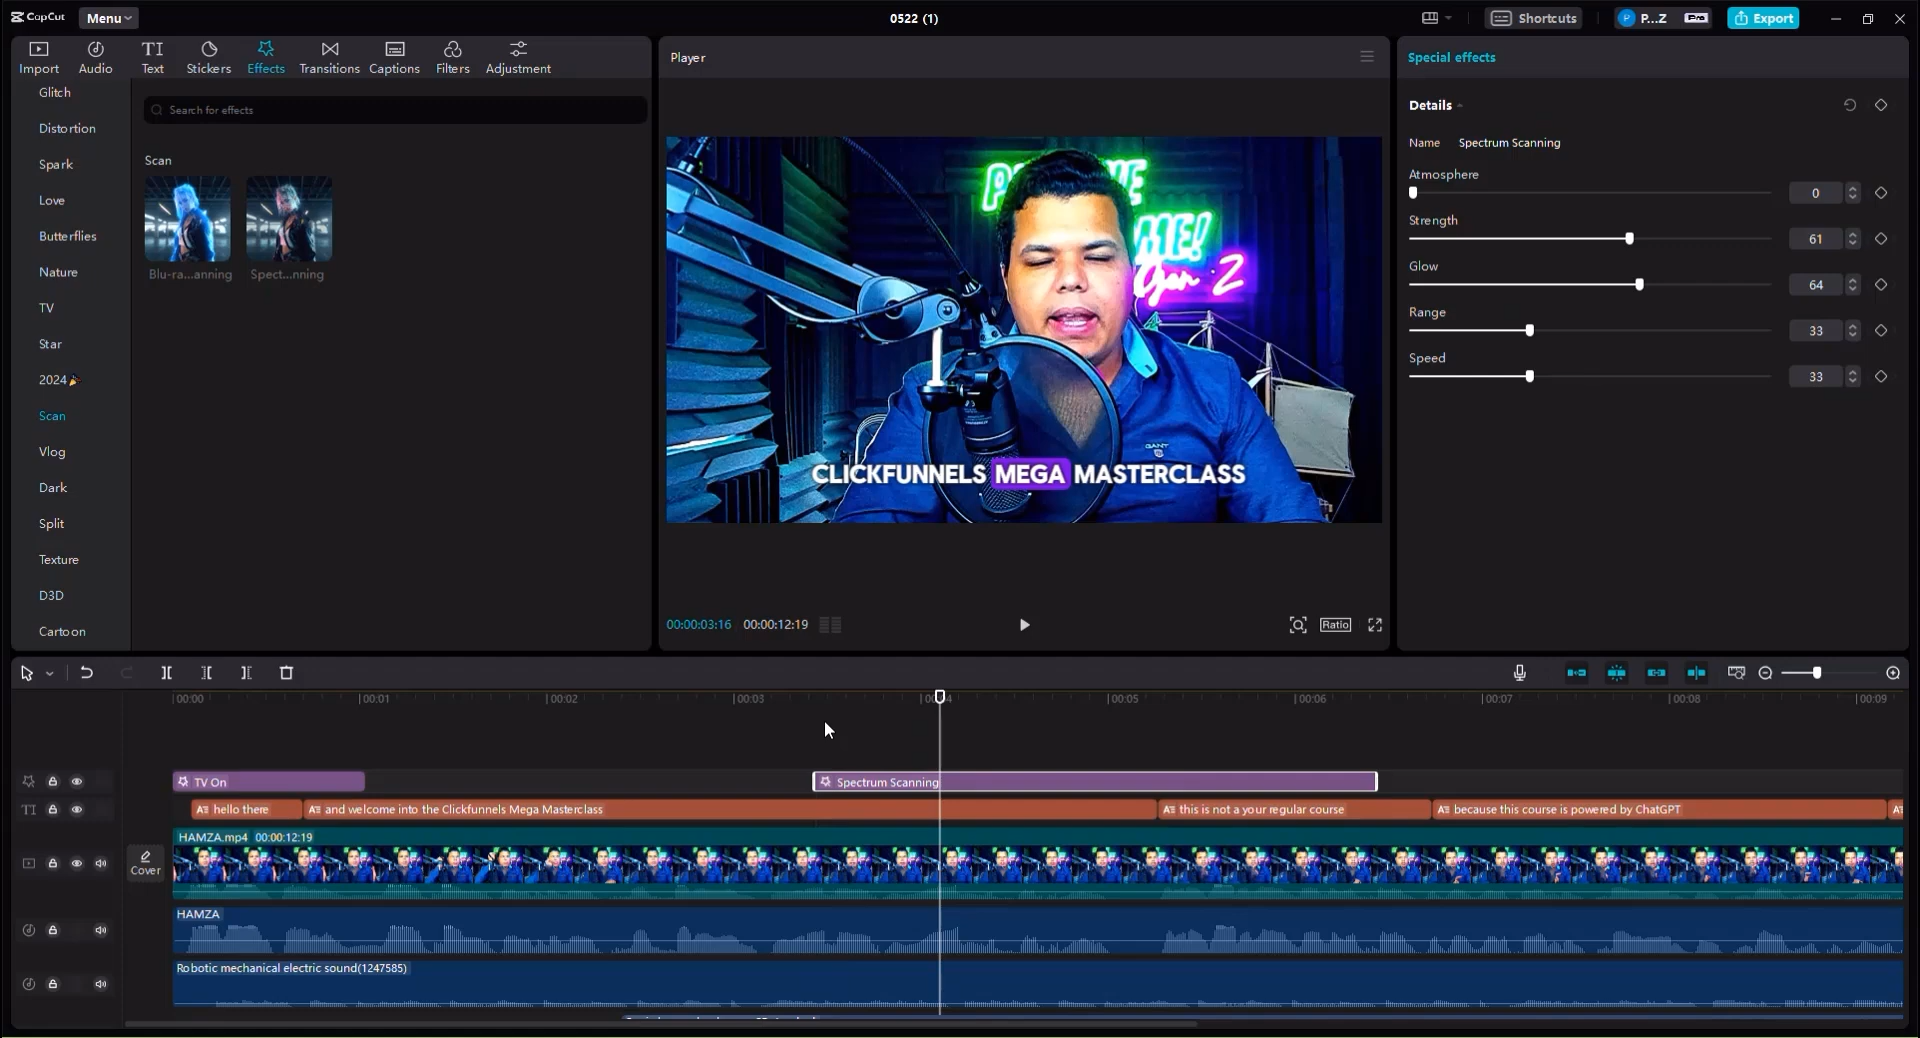 CapCut
Menu
0522 (1)
Shortcuts
P
P...Z
Pro
Export
Import
Audio
TI
Text
Stickers
Effects
Transitions
Captions
Filters
Adjustment
Glitch
Distortion
Spark
Love
Butterflies
Nature
TV
Star
2024
Scan
Vlog
Dark
Split
Texture
D3D
Cartoon
Search for effects
Scan
Blu-ra...anning
Spect...nning
Player
ME!
Gen Z
GANT
CLICKFUNNELS MEGA MASTERCLASS
00:00:03:16
00:00:12:19
Ratio
Special effects
Details
Name
Spectrum Scanning
Atmosphere
0
Strength
61
Glow
64
Range
33
Speed
33
00:00
00:01
00:02
00:03
00:05
00:06
00:07
00:08
00:09
TV On
Spectrum Scanning
TI
hello there
and welcome into the Clickfunnels Mega Masterclass
this is not a your regular course
because this course is powered by ChatGPT
HAMZA.mp4 00:00:12:19
Cover
HAMZA
Robotic mechanical electric sound(1247585)